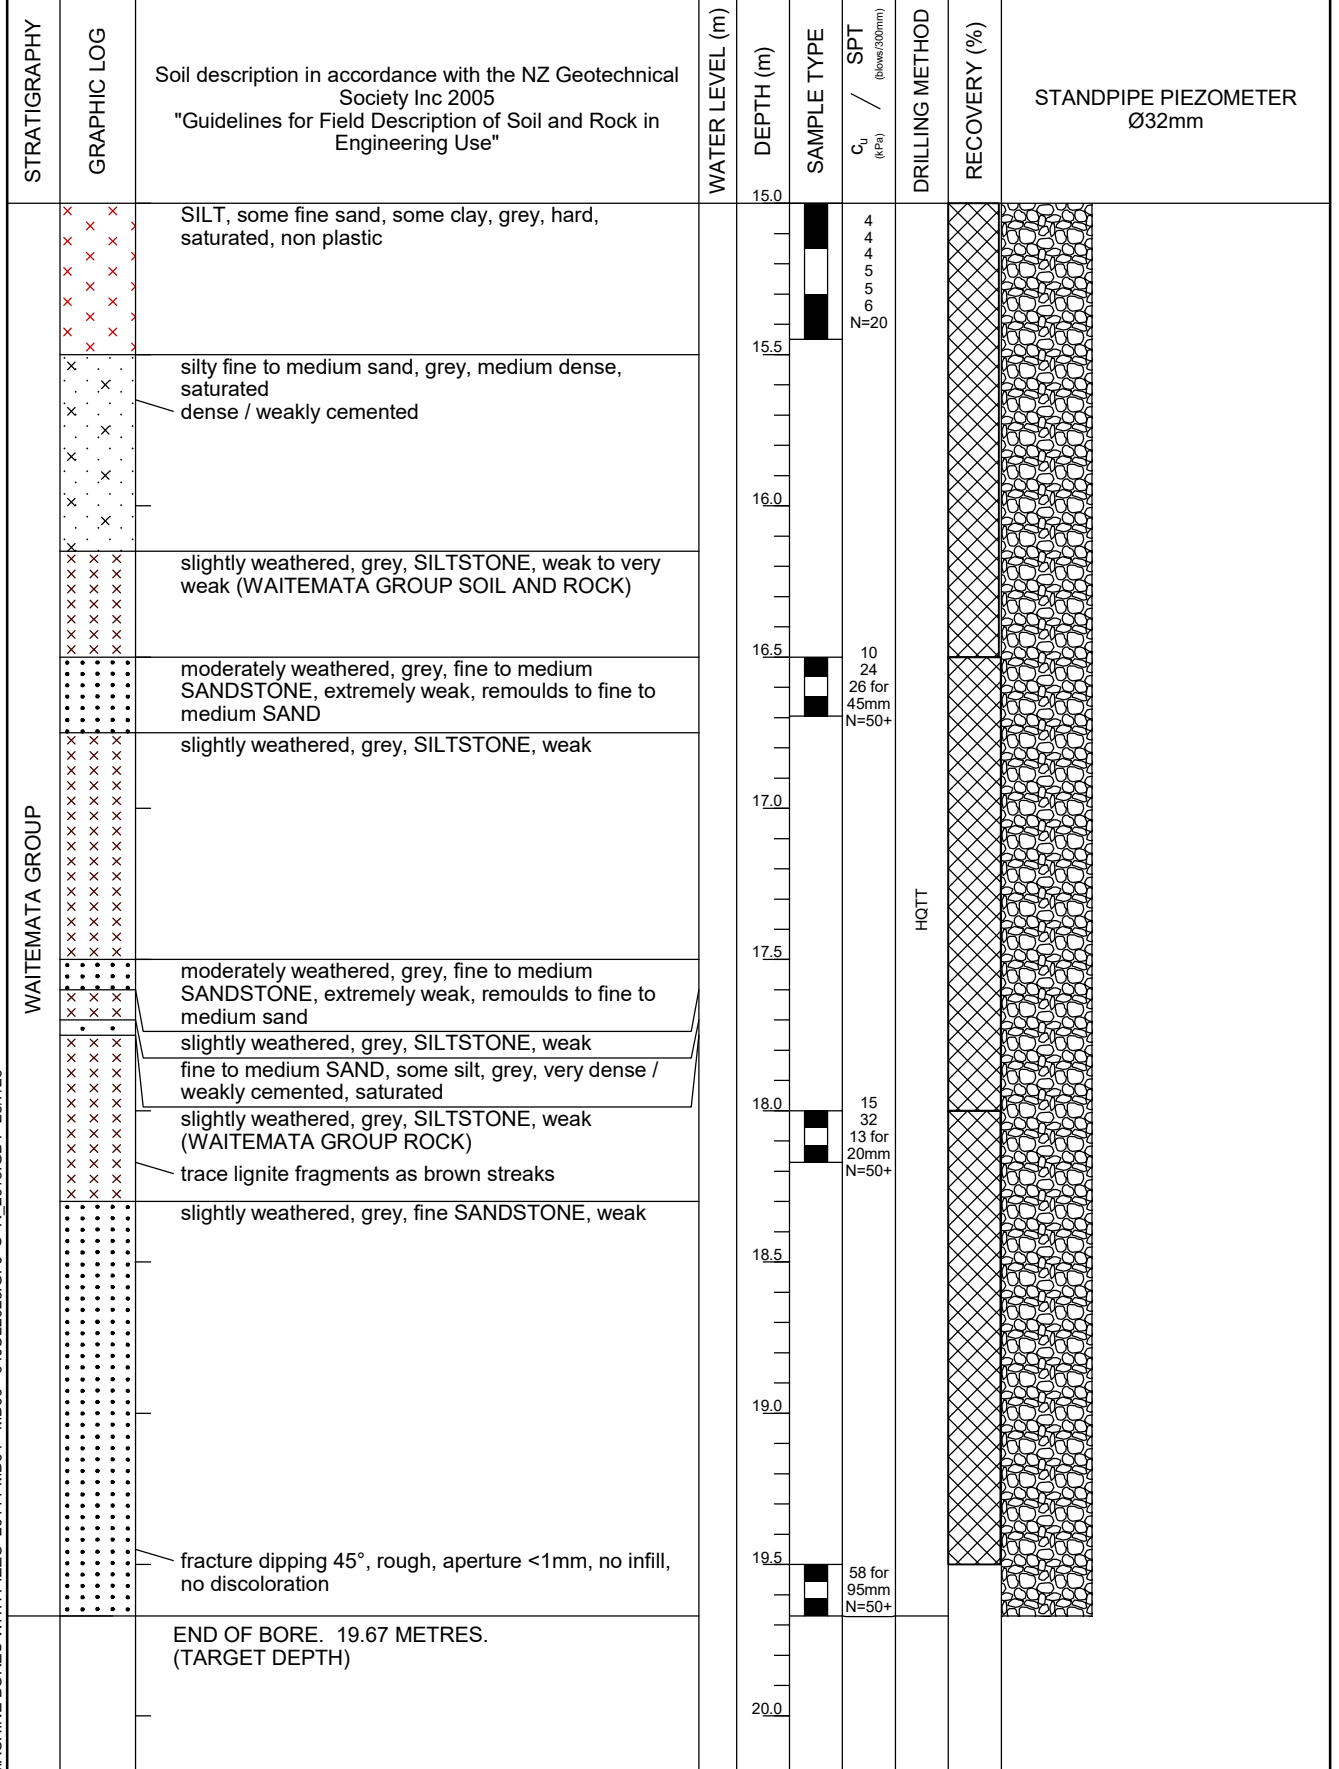 STRATIGRAPHY
GRAPHIC LOG
Soil description in accordance with the NZ Geotechnical
Society Inc 2005
"Guidelines for Field Description of Soil and Rock in
Engineering Use"
WATER LEVEL (m)
DEPTH (m)
SAMPLE TYPE
cu / SPT
(kPa) (blows/300mm)
DRILLING METHOD
RECOVERY (%)
STANDPIPE PIEZOMETER
Ø32mm
15.0
SILT, some fine sand, some clay, grey, hard,
saturated, non plastic
4
4
4
5
5
6
N=20
15.5
silty fine to medium sand, grey, medium dense,
saturated
dense / weakly cemented
16.0
slightly weathered, grey, SILTSTONE, weak to very
weak (WAITEMATA GROUP SOIL AND ROCK)
16.5
moderately weathered, grey, fine to medium
SANDSTONE, extremely weak, remoulds to fine to
medium SAND
10
24
26 for
45mm
N=50+
slightly weathered, grey, SILTSTONE, weak
17.0
WAITEMATA GROUP
HQTT
17.5
moderately weathered, grey, fine to medium
SANDSTONE, extremely weak, remoulds to fine to
medium sand
slightly weathered, grey, SILTSTONE, weak
fine to medium SAND, some silt, grey, very dense /
weakly cemented, saturated
18.0
slightly weathered, grey, SILTSTONE, weak
(WAITEMATA GROUP ROCK)
trace lignite fragments as brown streaks
15
32
13 for
20mm
N=50+
slightly weathered, grey, fine SANDSTONE, weak
18.5
19.0
19.5
fracture dipping 45°, rough, aperture <1mm, no infill,
no discoloration
58 for
95mm
N=50+
END OF BORE. 19.67 METRES.
(TARGET DEPTH)
20.0